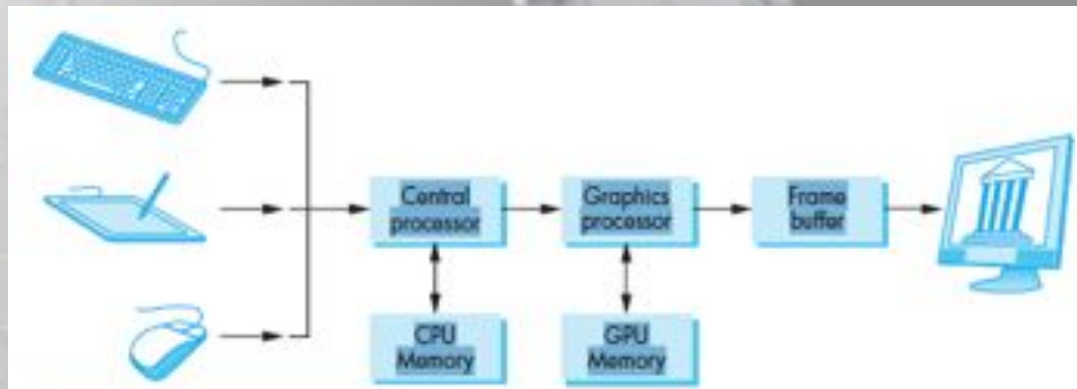 Central
processor
Graphics
processor
Frame
buffer
CPU
Memory
GPU
Memory